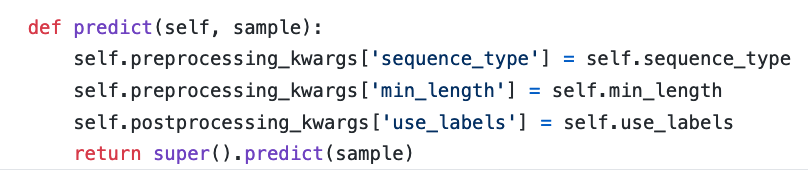 def predict(self, sample):
    self.preprocessing_kwargs['sequence_type'] = self.sequence_type
    self.preprocessing_kwargs['min_length'] = self.min_length
    self.postprocessing_kwargs['use_labels'] = self.use_labels
    return super().predict(sample)